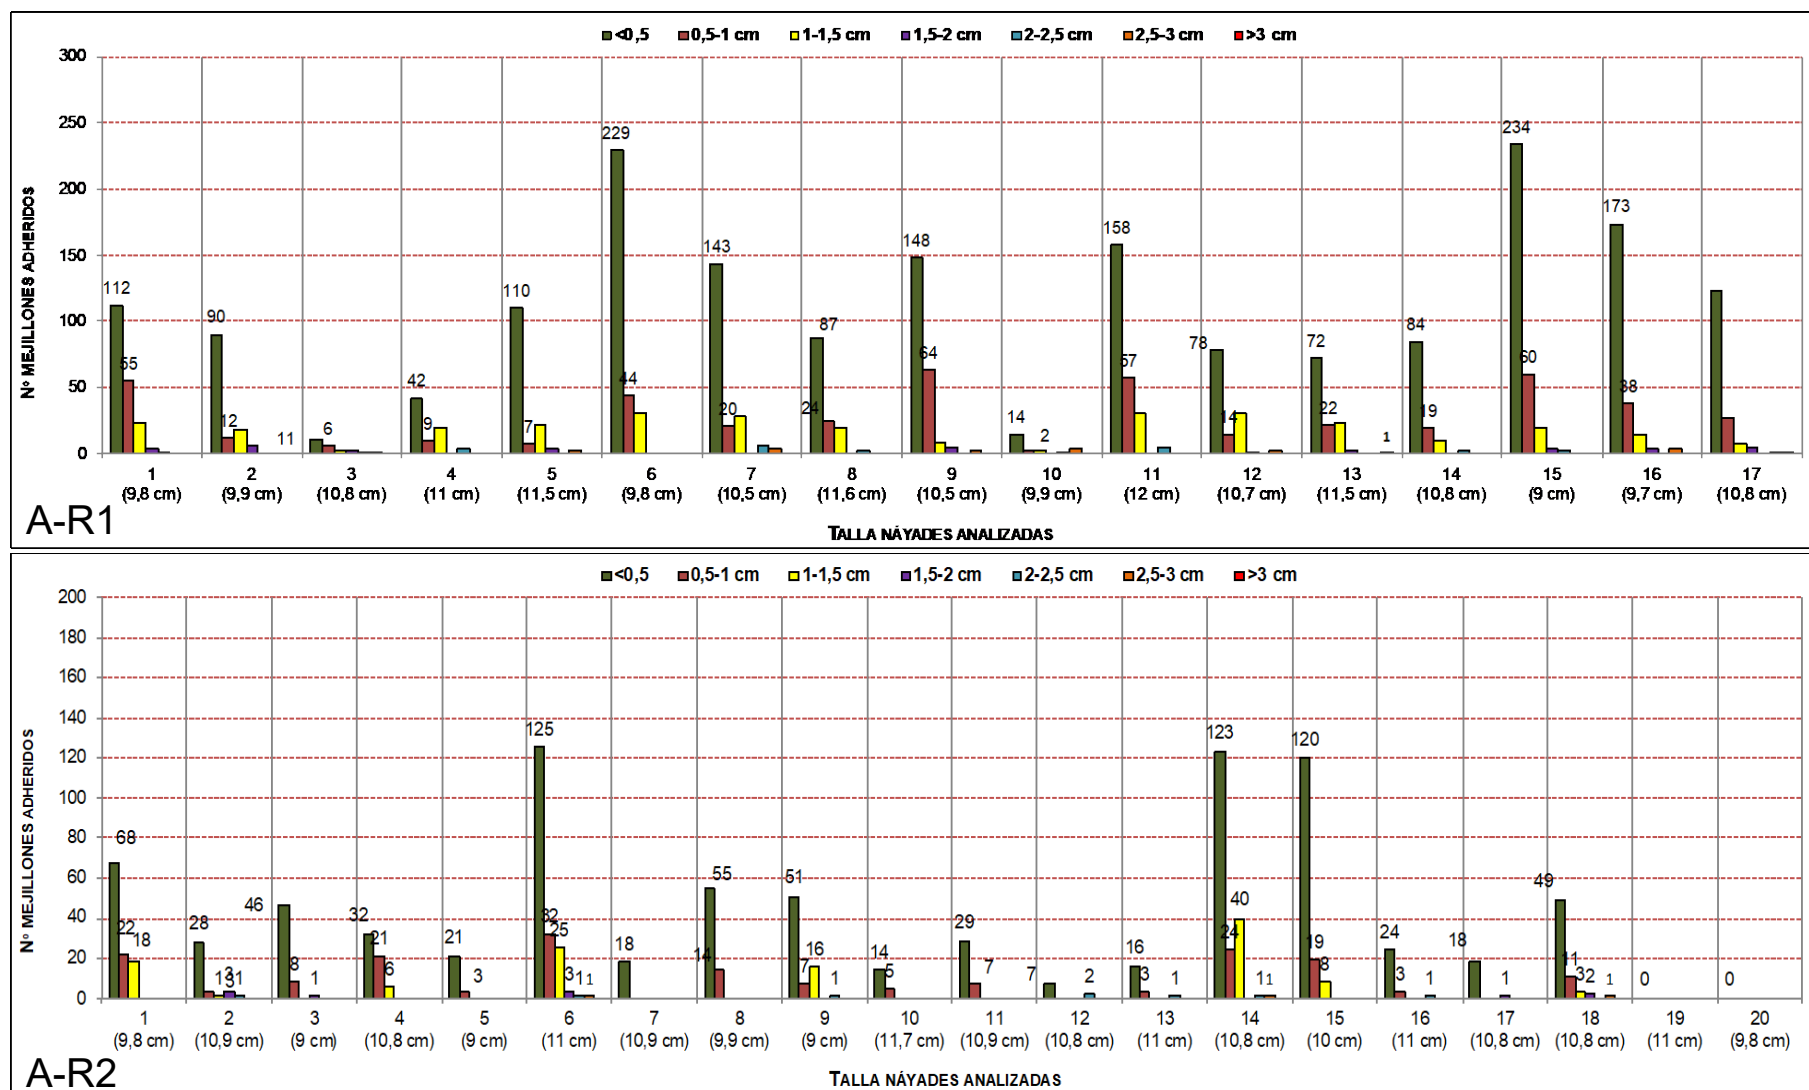 <0,5 0,5-1 cm 1-1,5 cm 1,5-2 cm 2-2,5 cm 2,5-3 cm >3 cm
300
250
200
150
100
50
0
Nº MEJILLONES ADHERIDOS
112 55 90 12 11 6 42 9 110 7 229 44 143 20 87 24 148 64 14 2 158 57 78 14 72 22 1 84 19 234 60 173 38
1 2 3 4 5 6 7 8 9 10 11 12 13 14 15 16 17
(9,8 cm) (9,9 cm) (10,8 cm) (11 cm) (11,5 cm) (9,8 cm) (10,5 cm) (11,6 cm) (10,5 cm) (9,9 cm) (12 cm) (10,7 cm) (11,5 cm) (10,8 cm) (9 cm) (9,7 cm) (10,8 cm)
A-R1
TALLA NÁYADES ANALIZADAS
<0,5 0,5-1 cm 1-1,5 cm 1,5-2 cm 2-2,5 cm 2,5-3 cm >3 cm
200
180
160
140
120
100
80
60
40
20
0
Nº MEJILLONES ADHERIDOS
68 22 18 28 3 1 3 1 46 8 1 32 21 6 21 3 125 32 25 3 1 1 18 55 14 51 7 16 1 14 5 29 7 7 2 16 3 1 123 24 40 1 1 120 19 8 24 3 1 18 1 49 11 3 2 1 0 0
1 2 3 4 5 6 7 8 9 10 11 12 13 14 15 16 17 18 19 20
(9,8 cm) (10,9 cm) (9 cm) (10,8 cm) (9 cm) (11 cm) (10,9 cm) (9,9 cm) (9 cm) (11,7 cm) (10,9 cm) (10,8 cm) (11 cm) (10,8 cm) (10 cm) (11 cm) (10,8 cm) (10,8 cm) (11 cm) (9,8 cm)
A-R2
TALLA NÁYADES ANALIZADAS